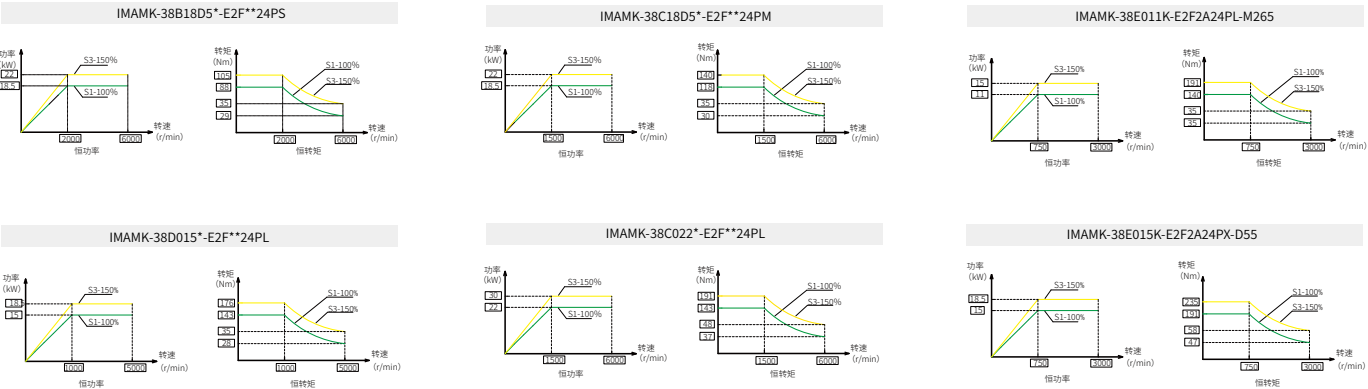 IMAMK-38B18D5*-E2F**24PS
功率
(kW)
22
18.5
S3-150%
S1-100%
2000
6000
转速
(r/min)
恒功率
转矩
(Nm)
105
88
35
29
S1-100%
S3-150%
2000
6000
转速
(r/min)
恒转矩
IMAMK-38C18D5*-E2F**24PM
功率
(kW)
22
18.5
S3-150%
S1-100%
1500
6000
转速
(r/min)
恒功率
转矩
(Nm)
140
118
35
30
S1-100%
S3-150%
1500
6000
转速
(r/min)
恒转矩
IMAMK-38E011K-E2F2A24PL-M265
功率
(kW)
15
11
S3-150%
S1-100%
750
3000
转速
(r/min)
恒功率
转矩
(Nm)
191
140
35
35
S1-100%
S3-150%
750
3000
转速
(r/min)
恒转矩
IMAMK-38D015*-E2F**24PL
功率
(kW)
18.5
15
S3-150%
S1-100%
1000
5000
转速
(r/min)
恒功率
转矩
(Nm)
176
143
35
28
S1-100%
S3-150%
1000
5000
转速
(r/min)
恒转矩
IMAMK-38C022*-E2F**24PL
功率
(kW)
30
22
S3-150%
S1-100%
1500
6000
转速
(r/min)
恒功率
转矩
(Nm)
191
143
48
37
S1-100%
S3-150%
1500
6000
转速
(r/min)
恒转矩
IMAMK-38E015K-E2F2A24PX-D55
功率
(kW)
18.5
15
S3-150%
S1-100%
750
3000
转速
(r/min)
恒功率
转矩
(Nm)
235
191
58
47
S1-100%
S3-150%
750
3000
转速
(r/min)
恒转矩